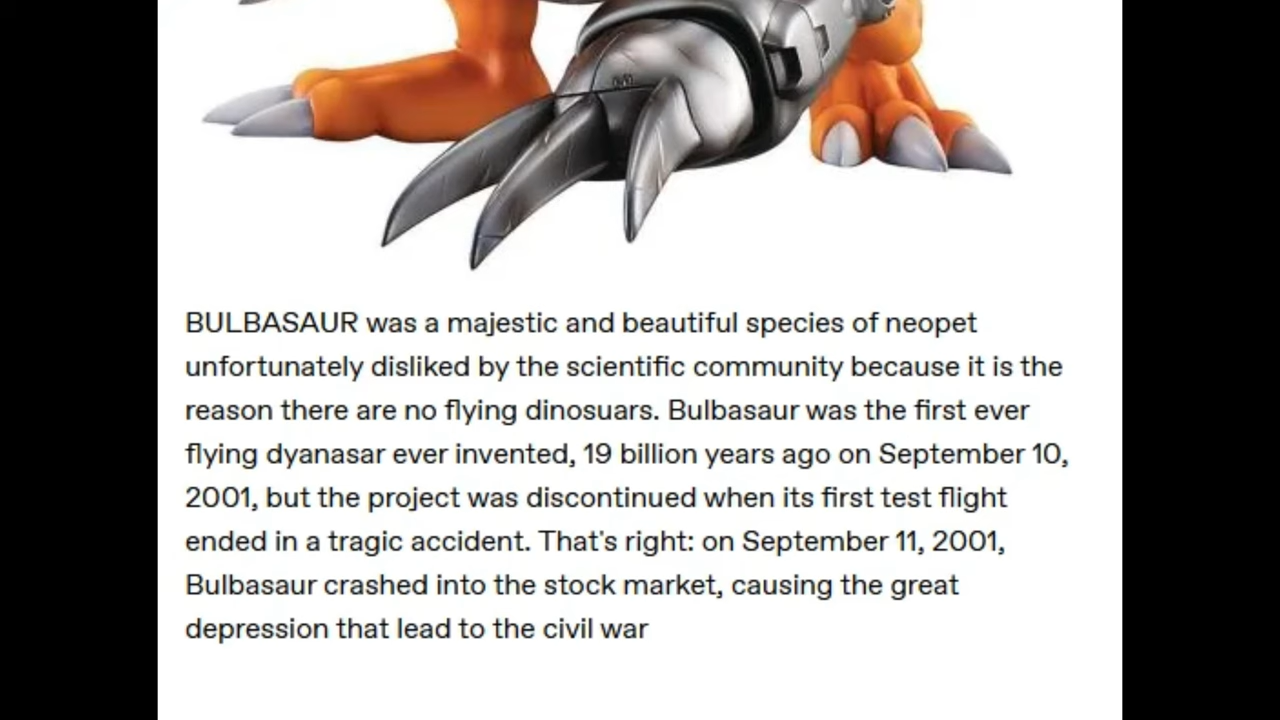 BULBASAUR was a majestic and beautiful species of neopet
unfortunately disliked by the scientific community because it is the
reason there are no flying dinosuars. Bulbasaur was the first ever
flying dyanasar ever invented, 19 billion years ago on September 10,
2001, but the project was discontinued when its first test flight
ended in a tragic accident. That's right: on September 11, 2001,
Bulbasaur crashed into the stock market, causing the great
depression that lead to the civil war